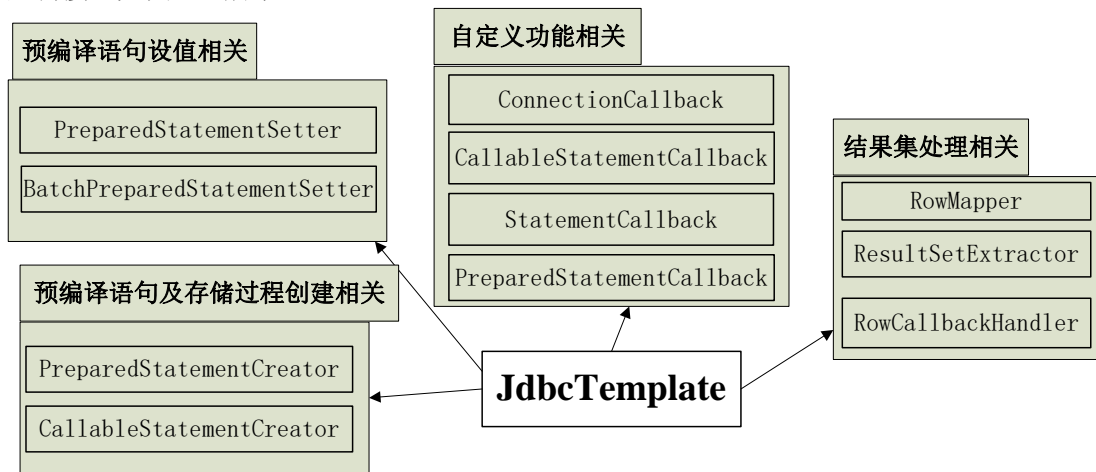 预编译语句设值相关
PreparedStatementSetter
BatchPreparedStatementSetter
自定义功能相关
ConnectionCallback
CallableStatementCallback
StatementCallback
PreparedStatementCallback
结果集处理相关
RowMapper
ResultSetExtractor
RowCallbackHandler
预编译语句及存储过程创建相关
PreparedStatementCreator
CallableStatementCreator
JdbcTemplate